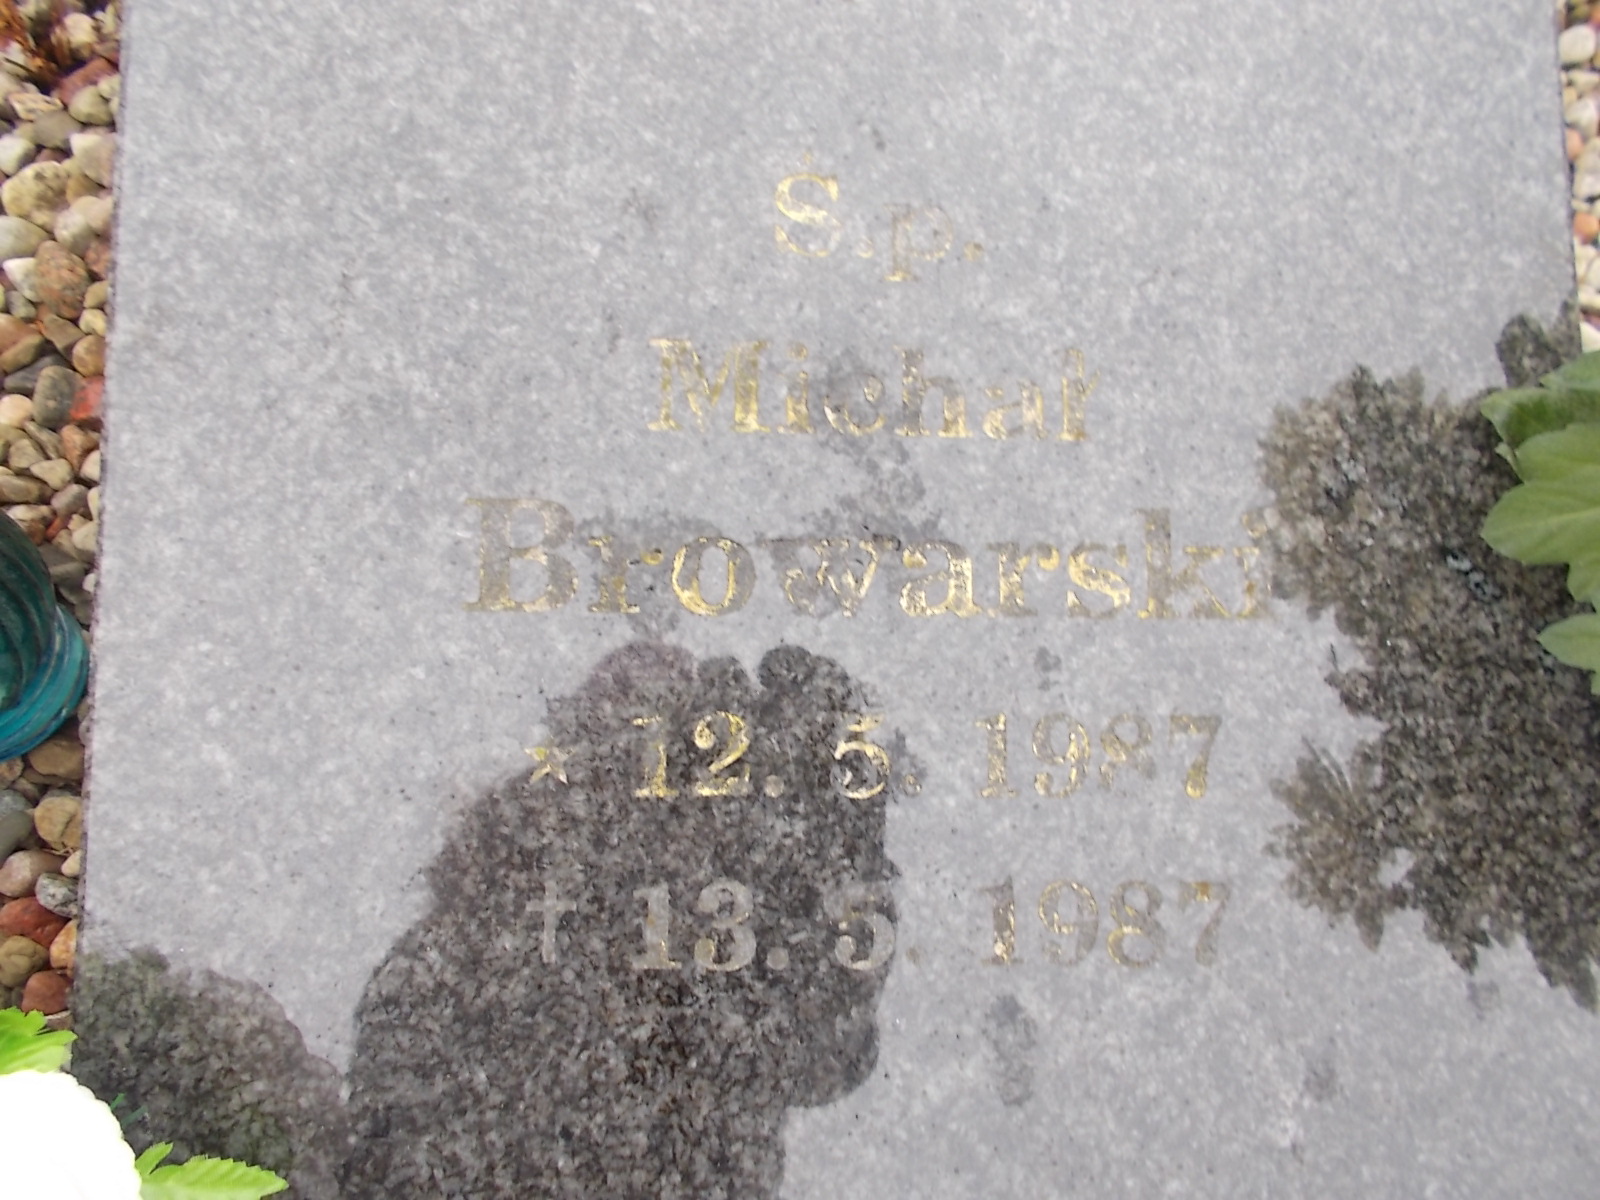 Ś.p.
Michał
Browarski
* 12. 5. 1987
† 13. 5. 1987